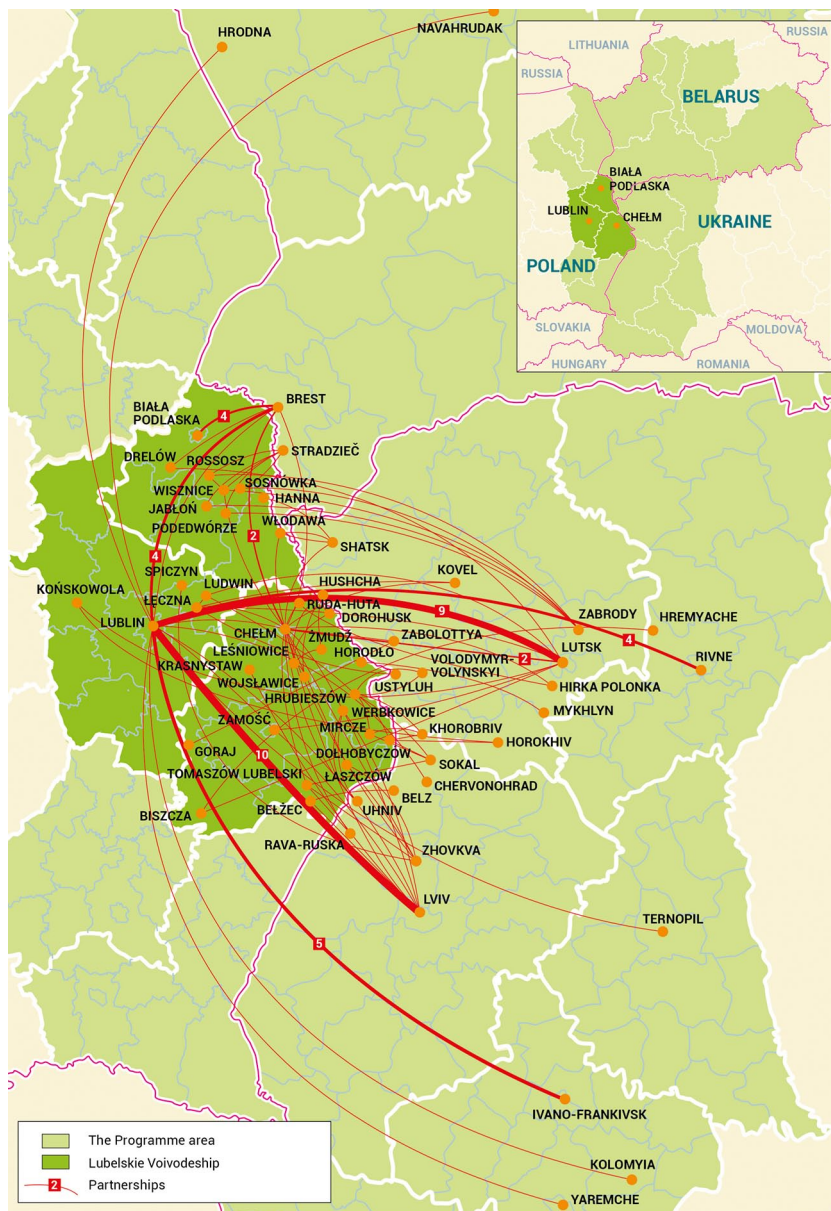 HRODNA
NAVAHRUDAK
RUSSIA
LITHUANIA
RUSSIA
BELARUS
BIAŁA
PODLASKA
LUBLIN
CHEŁM
UKRAINE
POLAND
SLOVAKIA
MOLDOVA
HUNGARY
ROMANIA
BREST
BIAŁA
PODLASKA
4
STRADZIEČ
DRELÓW
ROSSOSZ
SOSNÓWKA
WISZNICE
HANNA
JABŁOŃ
WŁODAWA
PODEDWÓRZE
2
SHATSK
4
SPICZYN
KOVEL
HUSHCHA
LUDWIN
KOŃSKOWOLA
ŁĘCZNA
RUDA-HUTA
9
DOROHUSK
ZABRODY
HREMYACHE
LUBLIN
CHEŁM
ŻMUDŹ
ZABOLOTTYA
4
LEŚNIOWICE
HORODŁO
LUTSK
KRASNYSTAW
VOLODYMYR-
VOLYNSKYI
2
RIVNE
WOJSŁAWICE
USTYLUH
HIRKA POLONKA
HRUBIESZÓW
WERBKOWICE
MYKHLYN
ZAMOŚĆ
MIRCZE
KHOROBRIV
HOROKHIV
GORAJ
10
DOŁHOBYCZÓW
SOKAL
TOMASZÓW LUBELSKI
ŁASZCZÓW
CHERVONOHRAD
BELZ
BISZCZA
BEŁŻEC
UHNIV
RAVA-RUSKA
ZHOVKVA
LVIV
TERNOPIL
5
IVANO-FRANKIVSK
KOLOMYIA
YAREMCHE
The Programme area
Lubelskie Voivodeship
2
Partnerships